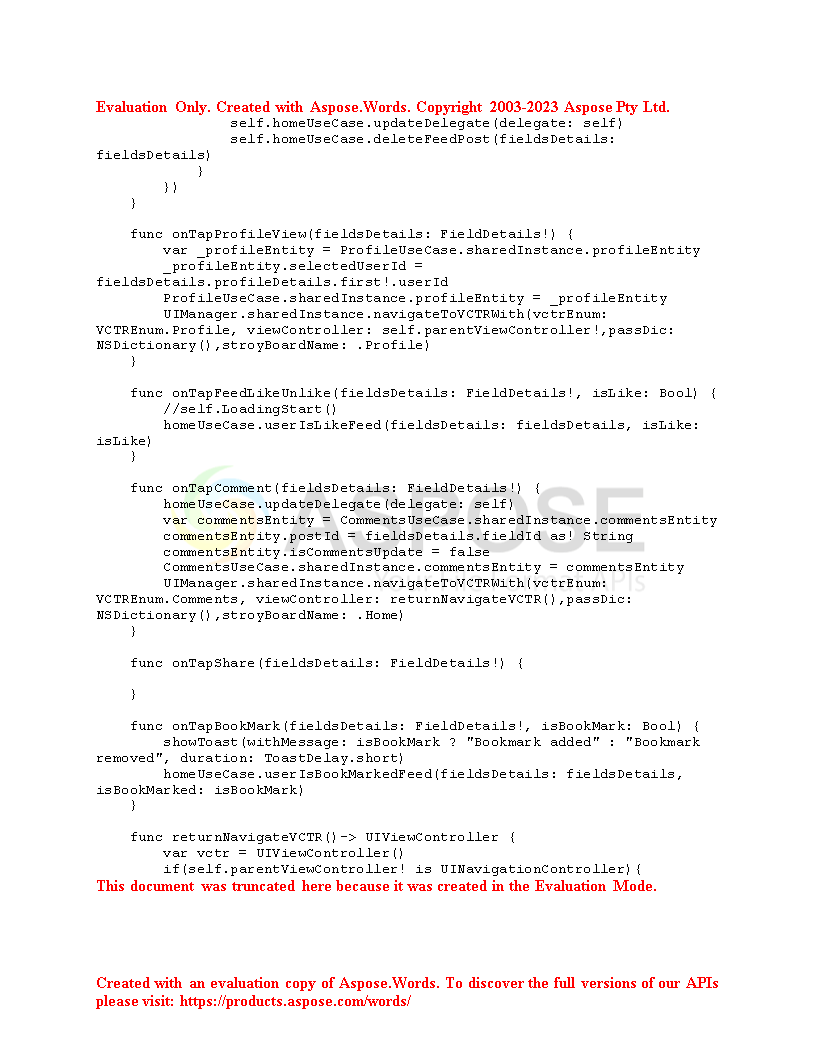 Evaluation Only. Created with Aspose.Words. Copyright 2003-2023 Aspose Pty Ltd.
                self.homeUseCase.updateDelegate(delegate: self)
                self.homeUseCase.deleteFeedPost(fieldsDetails:
fieldsDetails)
            }
        })
    }

    func onTapProfileView(fieldsDetails: FieldDetails!) {
        var _profileEntity = ProfileUseCase.sharedInstance.profileEntity
        _profileEntity.selectedUserId =
fieldsDetails.profileDetails.first!.userId
        ProfileUseCase.sharedInstance.profileEntity = _profileEntity
        UIManager.sharedInstance.navigateToVCTRWith(vctrEnum:
VCTREnum.Profile, viewController: self.parentViewController!,passDic:
NSDictionary(),stroyBoardName: .Profile)
    }

    func onTapFeedLikeUnlike(fieldsDetails: FieldDetails!, isLike: Bool) {
        //self.LoadingStart()
        homeUseCase.userIsLikeFeed(fieldsDetails: fieldsDetails, isLike:
isLike)
    }

    func onTapComment(fieldsDetails: FieldDetails!) {
        homeUseCase.updateDelegate(delegate: self)
        var commentsEntity = CommentsUseCase.sharedInstance.commentsEntity
        commentsEntity.postId = fieldsDetails.fieldId as! String
        commentsEntity.isCommentsUpdate = false
        CommentsUseCase.sharedInstance.commentsEntity = commentsEntity
        UIManager.sharedInstance.navigateToVCTRWith(vctrEnum:
VCTREnum.Comments, viewController: returnNavigateVCTR(),passDic:
NSDictionary(),stroyBoardName: .Home)
    }

    func onTapShare(fieldsDetails: FieldDetails!) {

    }

    func onTapBookMark(fieldsDetails: FieldDetails!, isBookMark: Bool) {
        showToast(withMessage: isBookMark ? "Bookmark added" : "Bookmark
removed", duration: ToastDelay.short)
        homeUseCase.userIsBookMarkedFeed(fieldsDetails: fieldsDetails,
isBookMarked: isBookMark)
    }

    func returnNavigateVCTR()-> UIViewController {
        var vctr = UIViewController()
        if(self.parentViewController! is UINavigationController){
This document was truncated here because it was created in the Evaluation Mode.
ASPOSE
APIs
Created with an evaluation copy of Aspose.Words. To discover the full versions of our APIs
please visit: https://products.aspose.com/words/